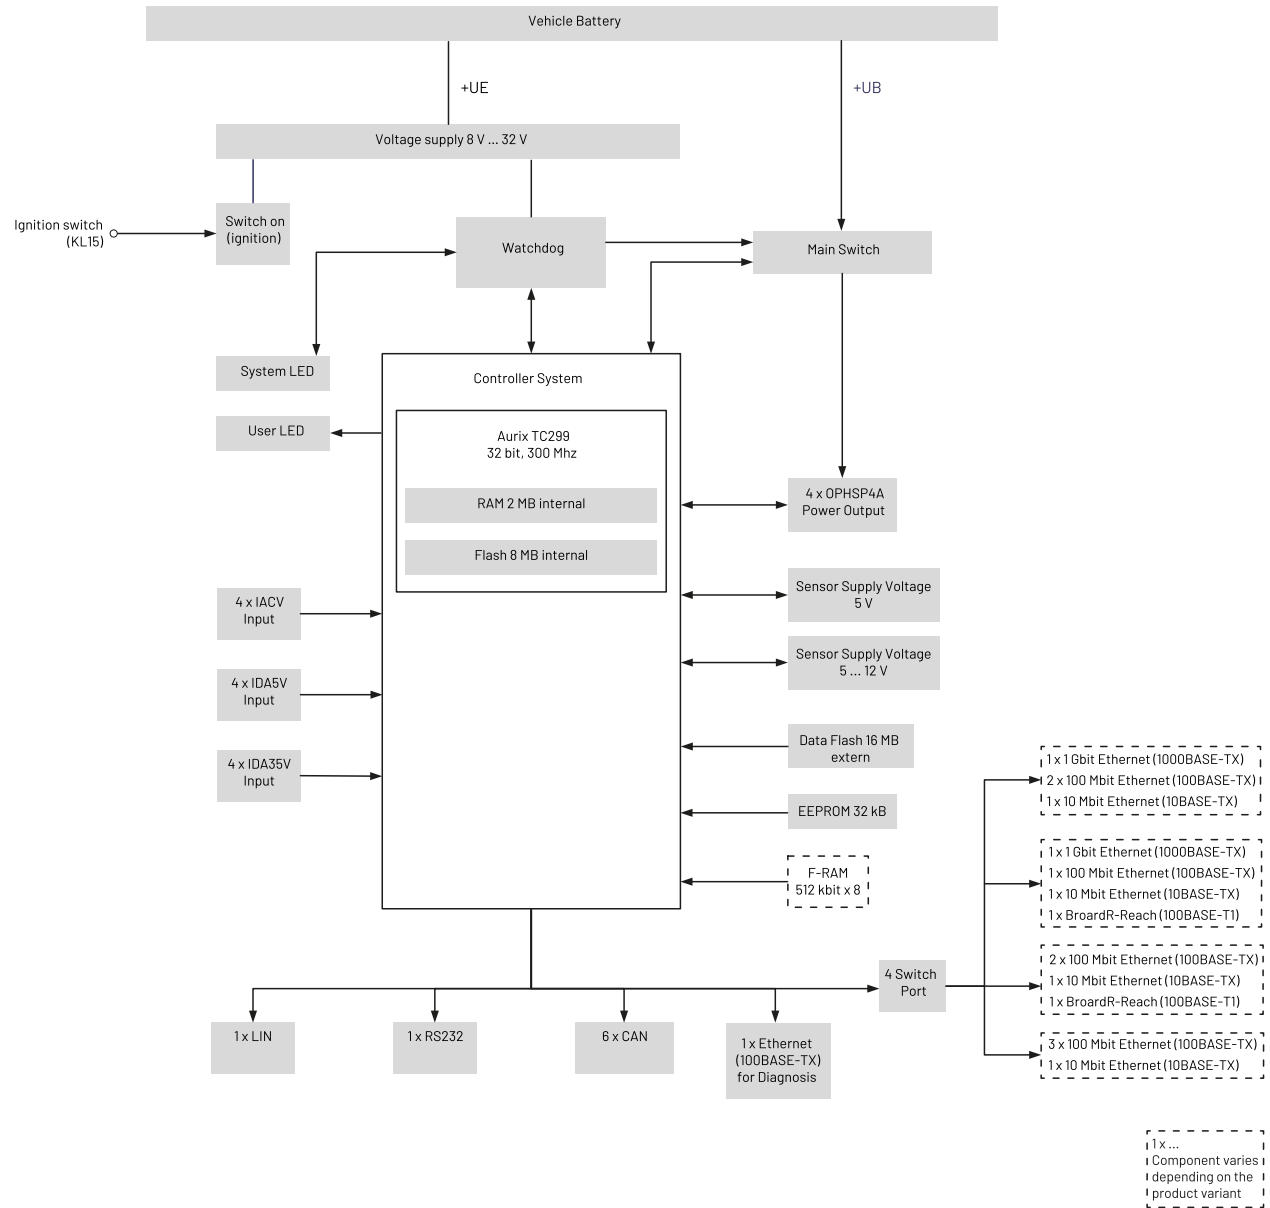 Vehicle Battery
+UE
+UB
Voltage supply 8 V ... 32 V
Ignition switch
(KL15)
Switch on
(ignition)
Watchdog
Main Switch
System LED
Controller System
User LED
Aurix TC299
32 bit, 300 Mhz
RAM 2 MB internal
Flash 8 MB internal
4 x OPHSP4A
Power Output
4 x IACV
Input
Sensor Supply Voltage
5 V
4 x IDA5V
Input
Sensor Supply Voltage
5 ... 12 V
4 x IDA35V
Input
Data Flash 16 MB
extern
EEPROM 32 kB
F-RAM
512 kbit x 8
1 x 1 Gbit Ethernet (1000BASE-TX)
2 x 100 Mbit Ethernet (100BASE-TX)
1 x 10 Mbit Ethernet (10BASE-TX)
1 x 1 Gbit Ethernet (1000BASE-TX)
1 x 100 Mbit Ethernet (100BASE-TX)
1 x 10 Mbit Ethernet (10BASE-TX)
1 x BroardR-Reach (100BASE-T1)
4 Switch
Port
2 x 100 Mbit Ethernet (100BASE-TX)
1 x 10 Mbit Ethernet (10BASE-TX)
1 x BroardR-Reach (100BASE-T1)
3 x 100 Mbit Ethernet (100BASE-TX)
1 x 10 Mbit Ethernet (10BASE-TX)
1 x LIN
1 x RS232
6 x CAN
1 x Ethernet
(100BASE-TX)
for Diagnosis
1 x ...
Component varies
depending on the
product variant